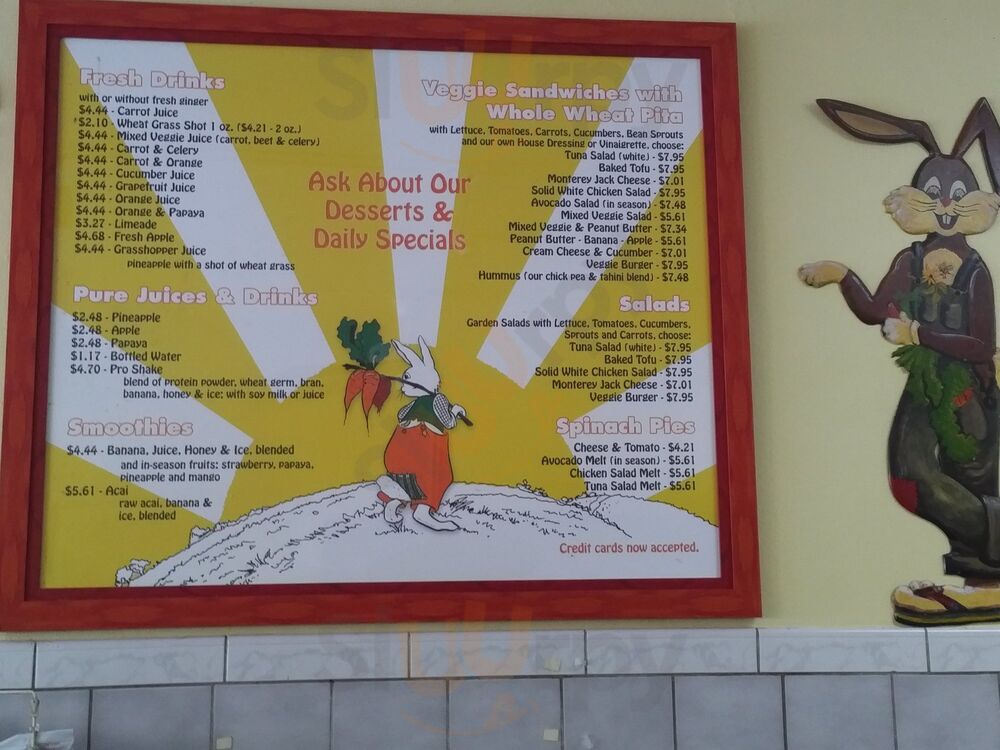 Fresh Drinks
with or without fresh ginger
$4.44 - Carrot Juice
$2.10 - Wheat Grass Shot 1 oz. ($4.21 - 2 oz.)
$4.44 - Mixed Veggie Juice (carrot, beet & celery)
$4.44 - Carrot & Celery
$4.44 - Carrot & Orange
$4.44 - Cucumber Juice
$4.44 - Grapefruit Juice
$4.44 - Orange Juice
$4.44 - Orange & Papaya
$3.27 - Limeade
$4.68 - Fresh Apple
$4.44 - Grasshopper Juice
pineapple with a shot of wheat grass
Pure Juices & Drinks
$2.48 - Pineapple
$2.48 - Apple
$2.48 - Papaya
$1.17 - Bottled Water
$4.70 - Pro Shake
blend of protein powder, wheat germ, bran,
banana, honey & ice; with soy milk or juice
Smoothies
$4.44 - Banana, Juice, Honey & Ice, blended
and in-season fruits: strawberry, papaya,
pineapple and mango
$5.61 - Acai
raw acai, banana &
ice, blended
Ask About Our
Desserts &
Daily Specials
Veggie Sandwiches with
Whole Wheat Pita
with Lettuce, Tomatoes, Carrots, Cucumbers, Bean Sprouts
and our own House Dressing or Vinaigrette, choose:
Tuna Salad (white) - $7.95
Baked Tofu - $7.95
Monterey Jack Cheese - $7.01
Solid White Chicken Salad - $7.95
Avocado Salad (in season) - $7.48
Mixed Veggie Salad - $5.61
Mixed Veggie & Peanut Butter - $7.34
Peanut Butter - Banana - Apple - $5.61
Cream Cheese & Cucumber - $7.01
Veggie Burger - $7.95
Hummus (our chick pea & tahini blend) - $7.48
Salads
Garden Salads with Lettuce, Tomatoes, Cucumbers,
Sprouts and Carrots, choose:
Tuna Salad (white) - $7.95
Baked Tofu - $7.95
Solid White Chicken Salad - $7.95
Monterey Jack Cheese - $7.01
Veggie Burger - $7.95
Spinach Pies
Cheese & Tomato - $4.21
Avocado Melt (in season) - $5.61
Chicken Salad Melt - $5.61
Tuna Salad Melt - $5.61
Credit cards now accepted.